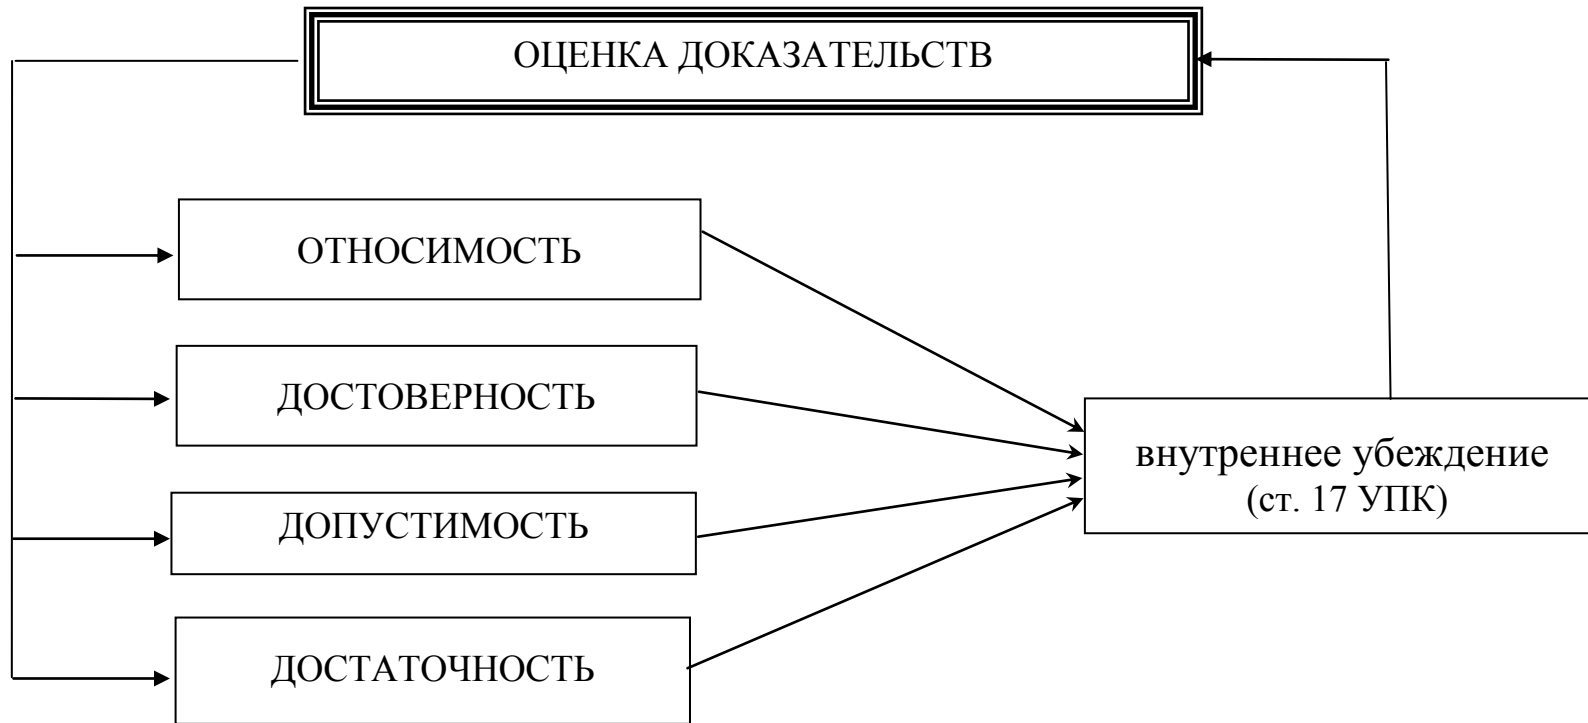 ОЦЕНКА ДОКАЗАТЕЛЬСТВ
ОТНОСИМОСТЬ
ДОСТОВЕРНОСТЬ
ДОПУСТИМОСТЬ
ДОСТАТОЧНОСТЬ
внутреннее убеждение
(ст. 17 УПК)